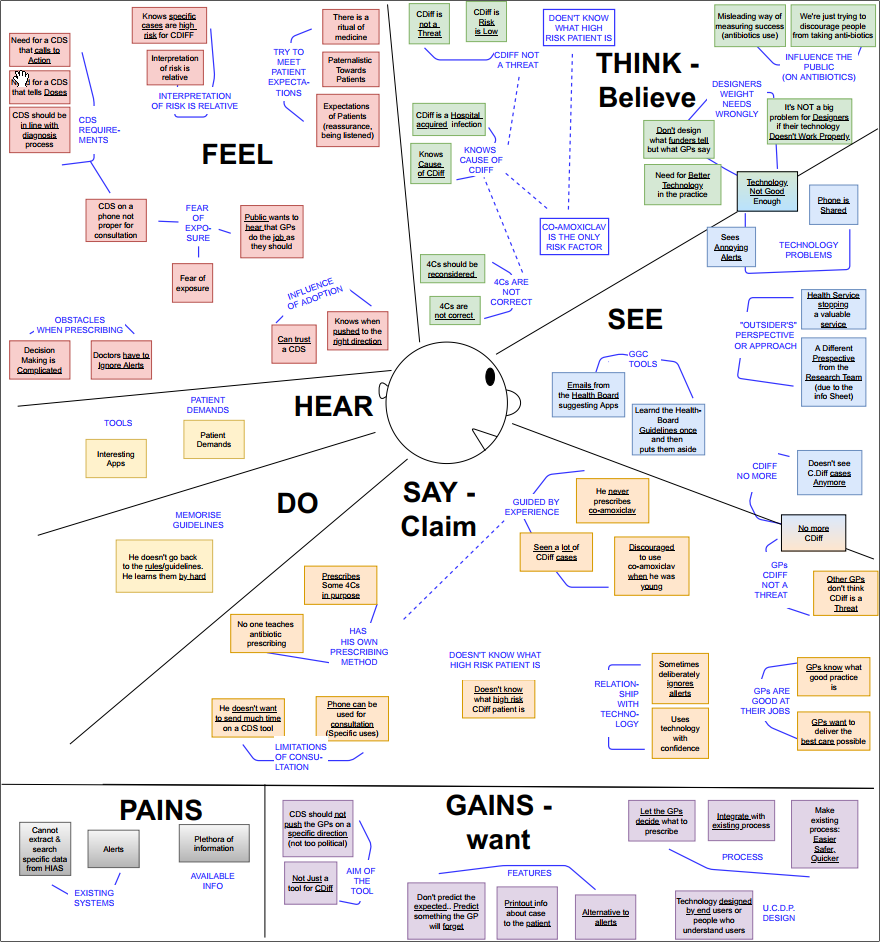 Need for a CDS
that calls to
Action
Need for a CDS
that tells Doses
CDS should be
in line with
diagnosis
process
CDS
REQUIRE-
MENTS
Knows specific
cases are high
risk for CDIFF
Interpretation
of risk is
relative
INTERPRETATION
OF RISK IS RELATIVE
There is a
ritual of
medicine
Paternalistic
Towards
Patients
Expectations
of Patients
(reassurance,
being listened)
TRY TO
MEET
PATIENT
EXPECTA-
TIONS
FEEL
CDS on a
phone not
proper for
consultation
FEAR
OF
EXPO-
SURE
Public wants to
hear that GPs
do the job as
they should
Fear of
exposure
OBSTACLES
WHEN PRESCRIBING
Decision
Making is
Complicated
Doctors have to
Ignore Alerts
INFLUENCE
OF ADOPTION
Can trust
a CDS
Knows when
pushed to the
right direction
CDiff is
not a
Threat
CDiff is
Risk
is Low
CDIFF NOT
A THREAT
DOEN'T KNOW
WHAT HIGH
RISK PATIENT IS
THINK -
Believe
CDiff is a Hospital
acquired infection
Knows
Cause
of CDiff
KNOWS
CAUSE OF
CDIFF
CO-AMOXICLAV
IS THE ONLY
RISK FACTOR
4Cs should be
reconsidered
4Cs are
not correct
4Cs ARE
NOT
CORRECT
Misleading way of
measuring success
(antibiotics use)
We're just trying to
discourage people
from taking anti-biotics
INFLUENCE THE
PUBLIC
(ON ANTIBIOTICS)
DESIGNERS
WEIGHT
NEEDS
WRONGLY
Don't design
what funders tell
but what GPs say
It's NOT a big
problem for Designers
if their technology
Doesn't Work Properly
Need for Better
Technology
in the practice
Technology
Not Good
Enough
Phone is
Shared
Sees
Annoying
Alerts
TECHNOLOGY
PROBLEMS
SEE
Health Service
stopping
a valuable
service
"OUTSIDER'S"
PERSPECTIVE
OR APPROACH
A Different
Prespective
from the
Research Team
(due to the
info Sheet)
GGC
TOOLS
Emails from
the Health Board
suggesting Apps
Learnd the Health-
Board
Guidelines once
and then
puts them aside
CDIFF
NO MORE
Doesn't see
C.Diff cases
Anymore
No more
CDiff
GPs
CDIFF
NOT A
THREAT
Other GPs
don't think
CDiff is a
Threat
HEAR
TOOLS
Interesting
Apps
PATIENT
DEMANDS
Patient
Demands
DO
MEMORISE
GUIDELINES
He doesn't go back
to the rules/guidelines.
He learns them by hard
SAY -
Claim
GUIDED BY
EXPERIENCE
He never
prescribes
co-amoxiclav
Seen a lot of
CDiff cases
Discouraged
to use
co-amoxiclav
when he was
young
Prescribes
Some 4Cs
in purpose
No one teaches
antibiotic
prescribing
HAS
HIS OWN
PRESCRIBING
METHOD
He doesn't want
to send much time
on a CDS tool
Phone can be
used for
consultation
(Specific uses)
LIMITATIONS
OF CONSU-
LTATION
DOESN'T KNOW WHAT
HIGH RISK PATIENT IS
Doesn't know
what high risk
CDiff patient is
RELATION-
SHIP
WITH
TECHNO-
LOGY
Sometimes
deliberately
ignores
allerts
Uses
technology
with
confidence
GPs ARE
GOOD AT
THEIR JOBS
GPs know what
good practice
is
GPs want to
deliver the
best care possible
PAINS
Cannot
extract &
search
specific data
from HIAS
Alerts
EXISTING
SYSTEMS
Plethora of
information
AVAILABLE
INFO
GAINS -
want
CDS should not
push the GPs on a
specific direction
(not too political)
Not Just a
tool for CDiff
AIM OF
THE
TOOL
FEATURES
Don't predict the
expected.. Predict
something the GP
will forget
Printout info
about case
to the patient
Alternative to
allerts
Let the GPs
decide what to
prescribe
Integrate with
existing process
Make
existing
process:
Easier
Safer,
Quicker
PROCESS
Technology designed
by end users or
people who
understand users
U.C.D.P.
DESIGN